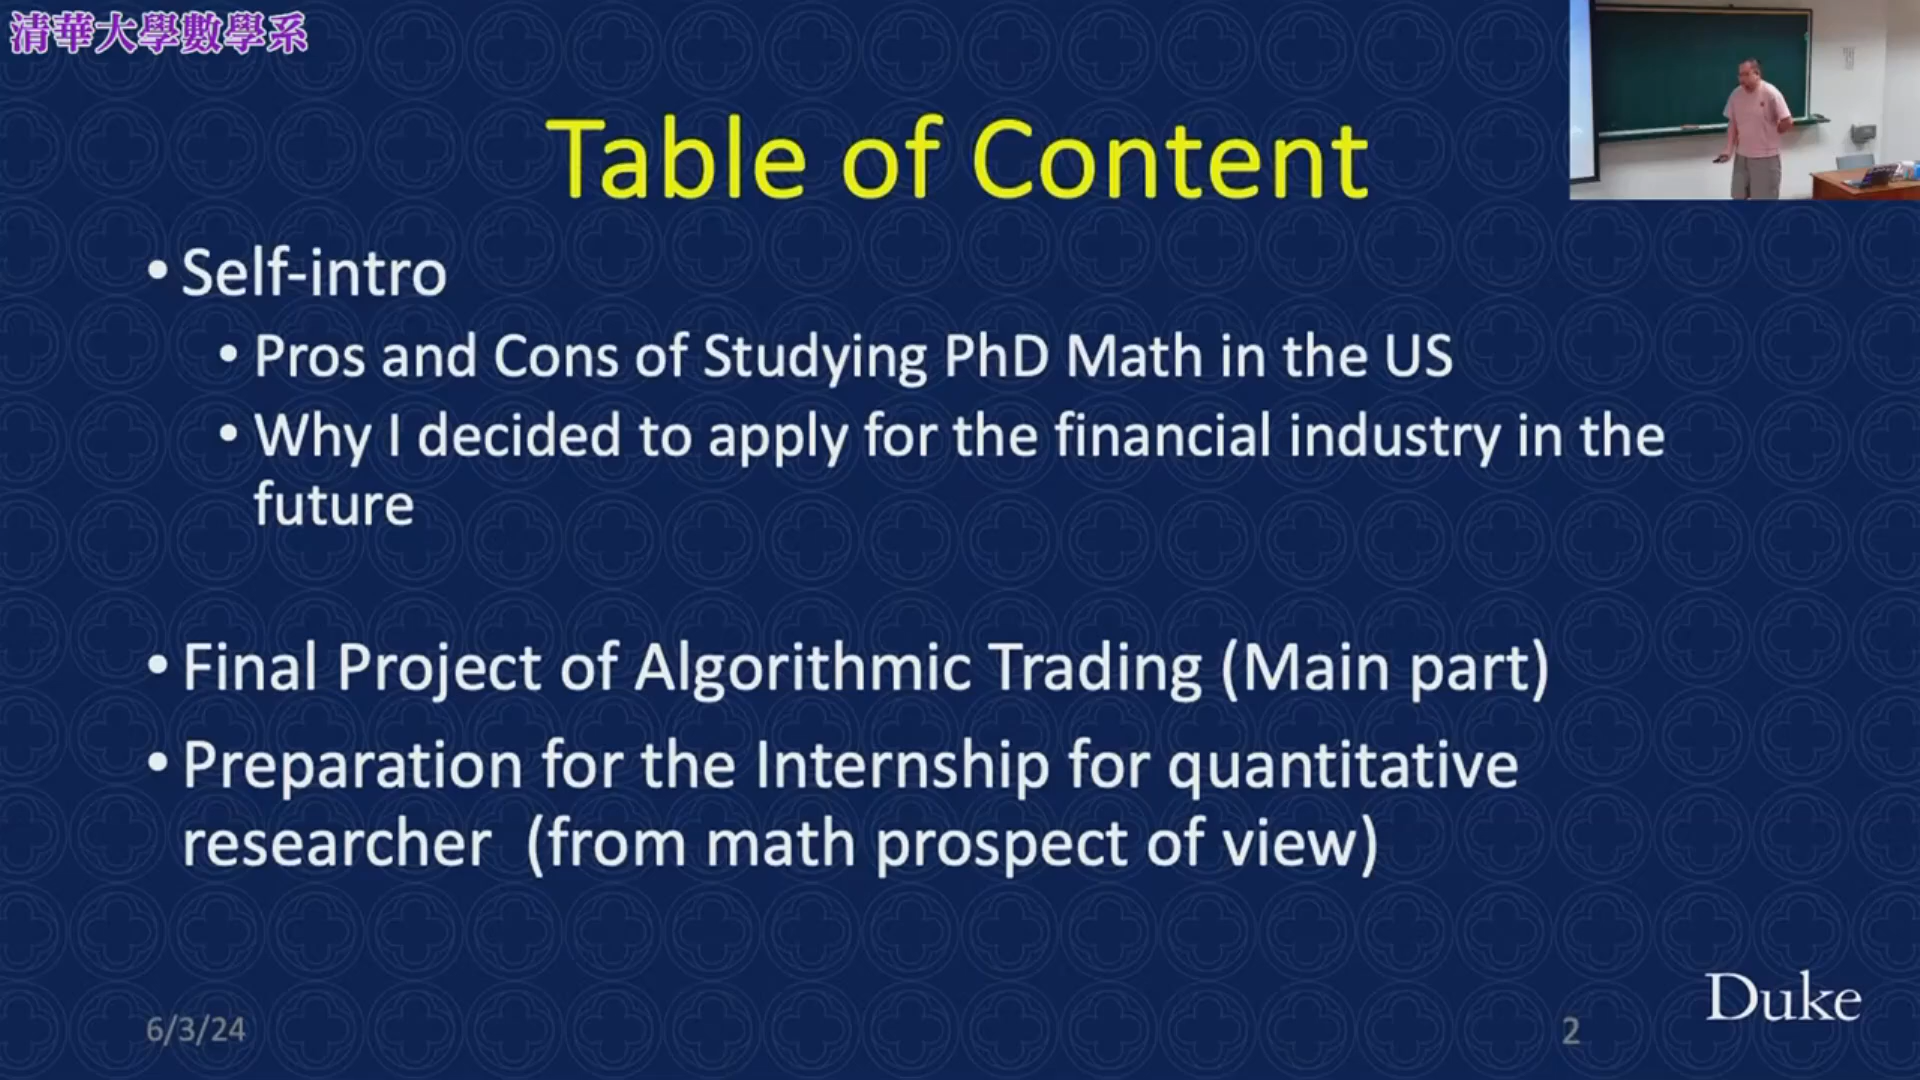 清華大學數學系
Table of Content
• Self-intro
• Pros and Cons of Studying PhD Math in the US
• Why I decided to apply for the financial industry in the
future
• Final Project of Algorithmic Trading (Main part)
• Preparation for the Internship for quantitative
researcher (from math prospect of view)
6/3/24
2
Duke